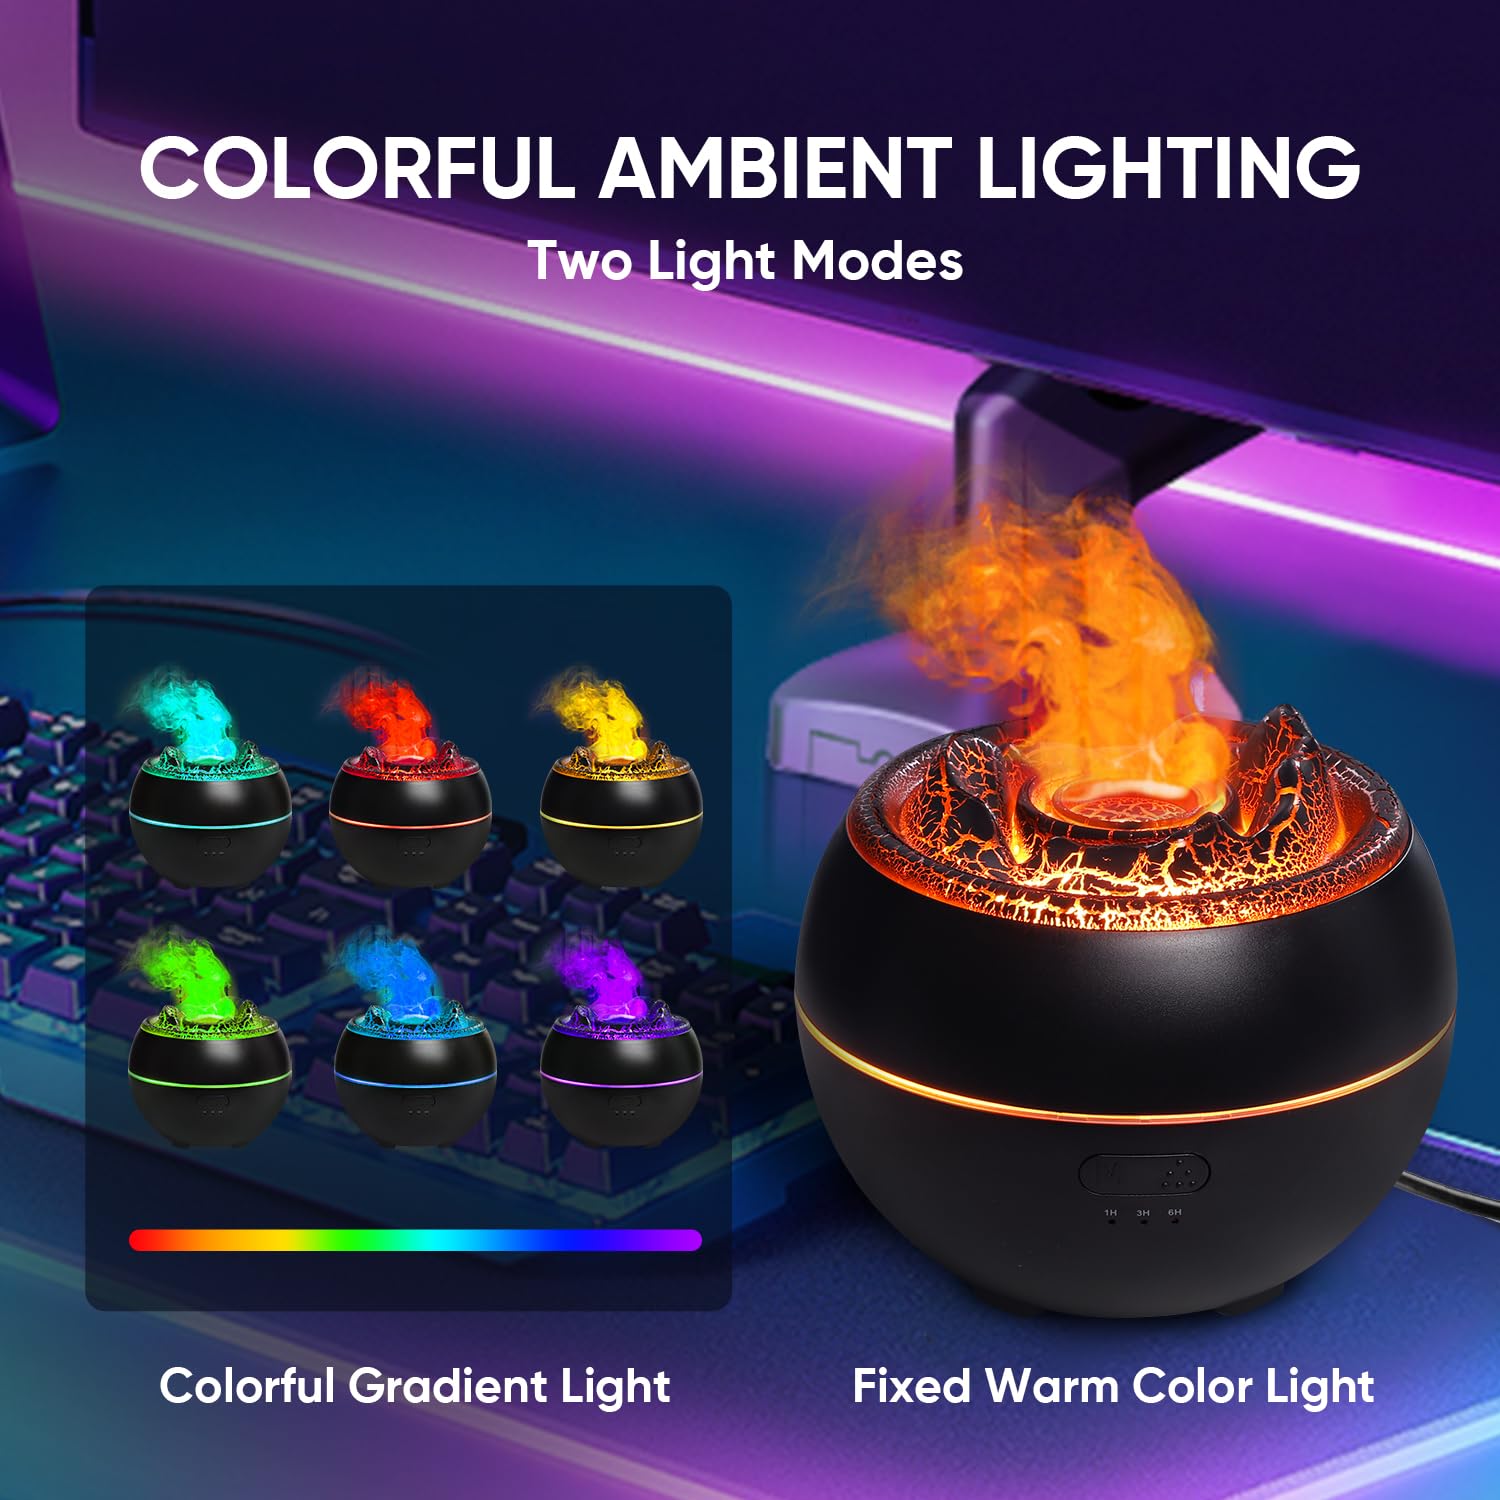 COLORFUL AMBIENT LIGHTING
Two Light Modes
1H 3H 6H
Colorful Gradient Light
Fixed Warm Color Light